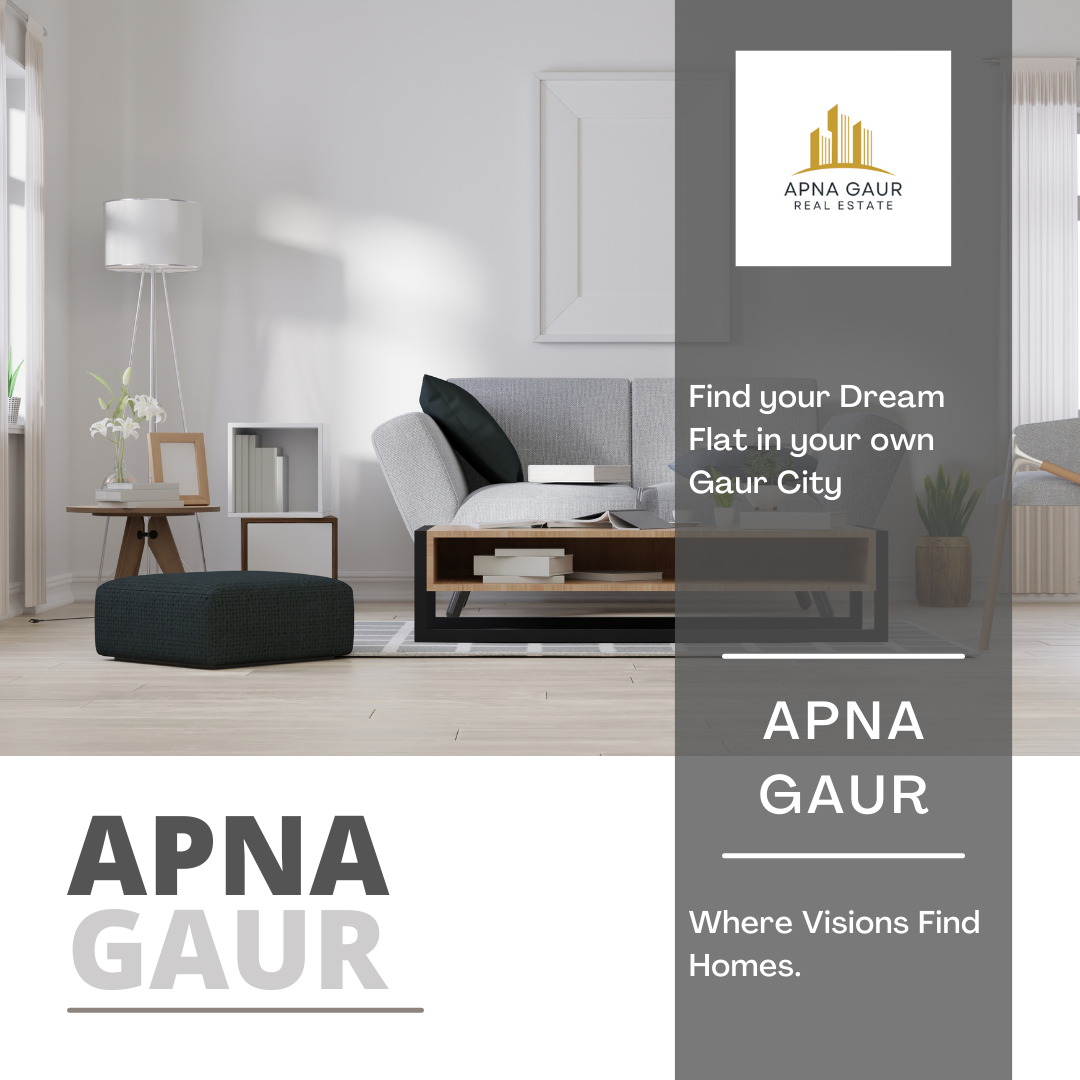 APNA GAUR
REAL ESTATE
Find your Dream
Flat in your own
Gaur City
APNA
GAUR
Where Visions Find
Homes.
APNA
GAUR